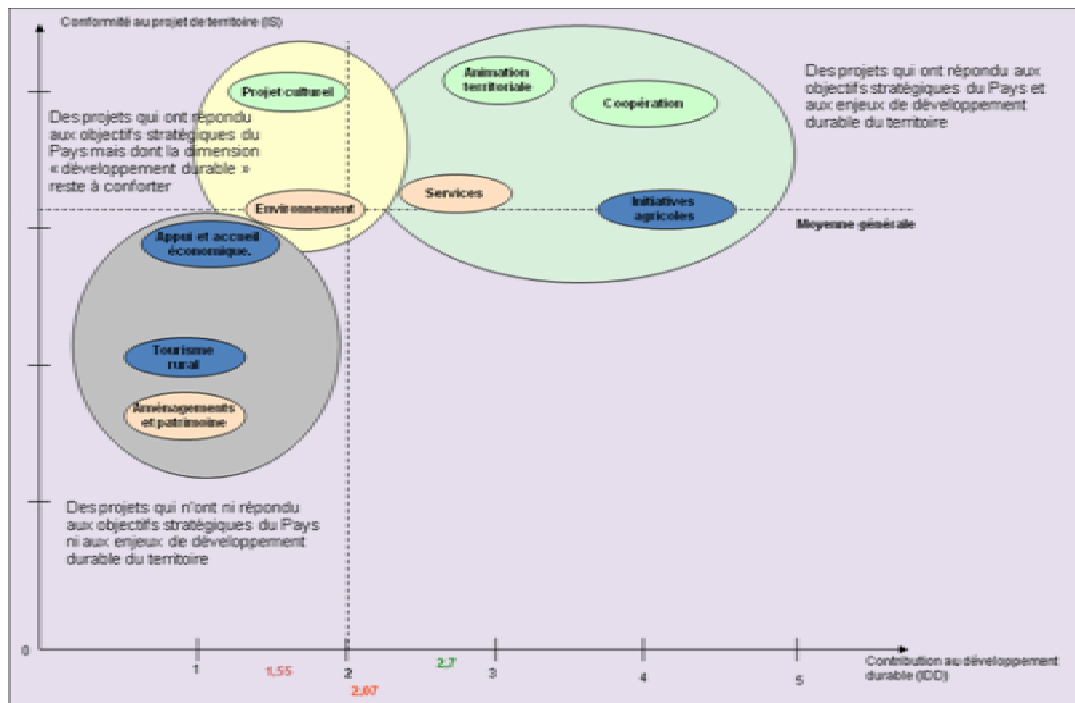 Conformité au projet de territoire (IS)
Des projets qui ont répondu
aux objectifs stratégiques du
Pays mais dont la dimension
« développement durable »
reste à conforter
Projet culturel
Animation
territoriale
Coopération
Des projets qui ont répondu aux
objectifs stratégiques du Pays et
aux enjeux de développement
durable du territoire
Environnement
Services
Initiatives
agricoles
Moyenne générale
Appui et accueil
économique.
Tourisme
rural
Aménagements
et patrimoine
Des projets qui n'ont ni répondu
aux objectifs stratégiques du Pays
ni aux enjeux de développement
durable du territoire
0
1
1,55
2
2,07
2,7
3
4
5
Contribution au développement
durable (IDD)